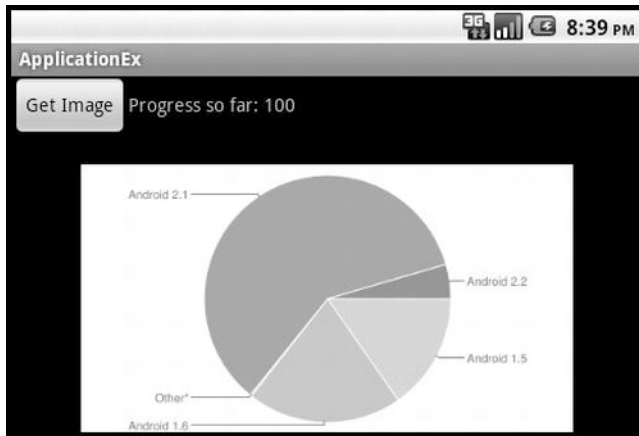 3G 8:39 PM
ApplicationEx
Get Image Progress so far: 100
Android 2.1
Android 2.2
Android 1.5
Other*
Android 1.6